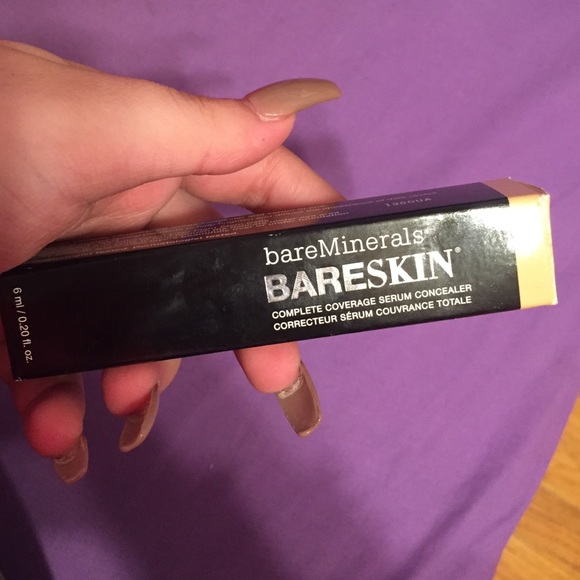 bareMinerals
BARESKIN®
COMPLETE COVERAGE SERUM CONCEALER
CORRECTEUR SÉRUM COUVRANCE TOTALE
6 ml / 0.20 fl. oz.